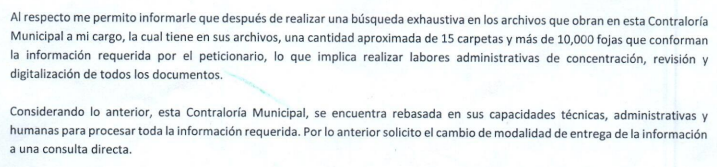 Al respecto me permito informarle que después de realizar una búsqueda exhaustiva en los archivos que obran en esta Contraloría
Municipal a mi cargo, la cual tiene en sus archivos, una cantidad aproximada de 15 carpetas y más de 10,000 fojas que conforman
la información requerida por el peticionario, lo que implica realizar labores administrativas de concentración, revisión y
digitalización de todos los documentos.
Considerando lo anterior, esta Contraloría Municipal, se encuentra rebasada en sus capacidades técnicas, administrativas y
humanas para procesar toda la información requerida. Por lo anterior solicito el cambio de modalidad de entrega de la información
a una consulta directa.